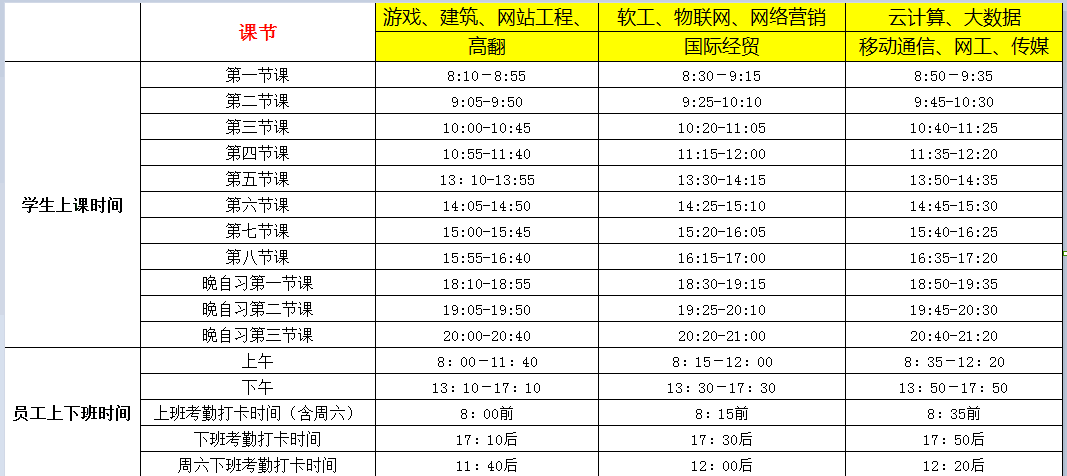 课节 游戏、建筑、网站工程、 软工、物联网、网络营销 云计算、大数据
高翻 国际经贸 移动通信、网工、传媒
学生上课时间
第一节课 8:10－8:55 8:30－9:15 8:50－9:35
第二节课 9:05-9:50 9:25-10:10 9:45-10:30
第三节课 10:00-10:45 10:20-11:05 10:40-11:25
第四节课 10:55-11:40 11:15-12:00 11:35-12:20
第五节课 13：10-13:55 13:30-14:15 13:50-14:35
第六节课 14:05-14:50 14:25-15:10 14:45-15:30
第七节课 15:00-15:45 15:20-16:05 15:40-16:25
第八节课 15:55-16:40 16:15-17:00 16:35-17:20
晚自习第一节课 18:10-18:55 18:30-19:15 18:50-19:35
晚自习第二节课 19:05-19:50 19:25-20:10 19:45-20:30
晚自习第三节课 20:00-20:40 20:20-21:00 20:40-21:20
员工上下班时间
上午 8：00－11：40 8：15－12：00 8：35－12：20
下午 13：10－17：10 13：30－17：30 13：50－17：50
上班考勤打卡时间（含周六） 8：00前 8：15前 8：35前
下班考勤打卡时间 17：10后 17：30后 17：50后
周六下班考勤打卡时间 11：40后 12：00后 12：20后